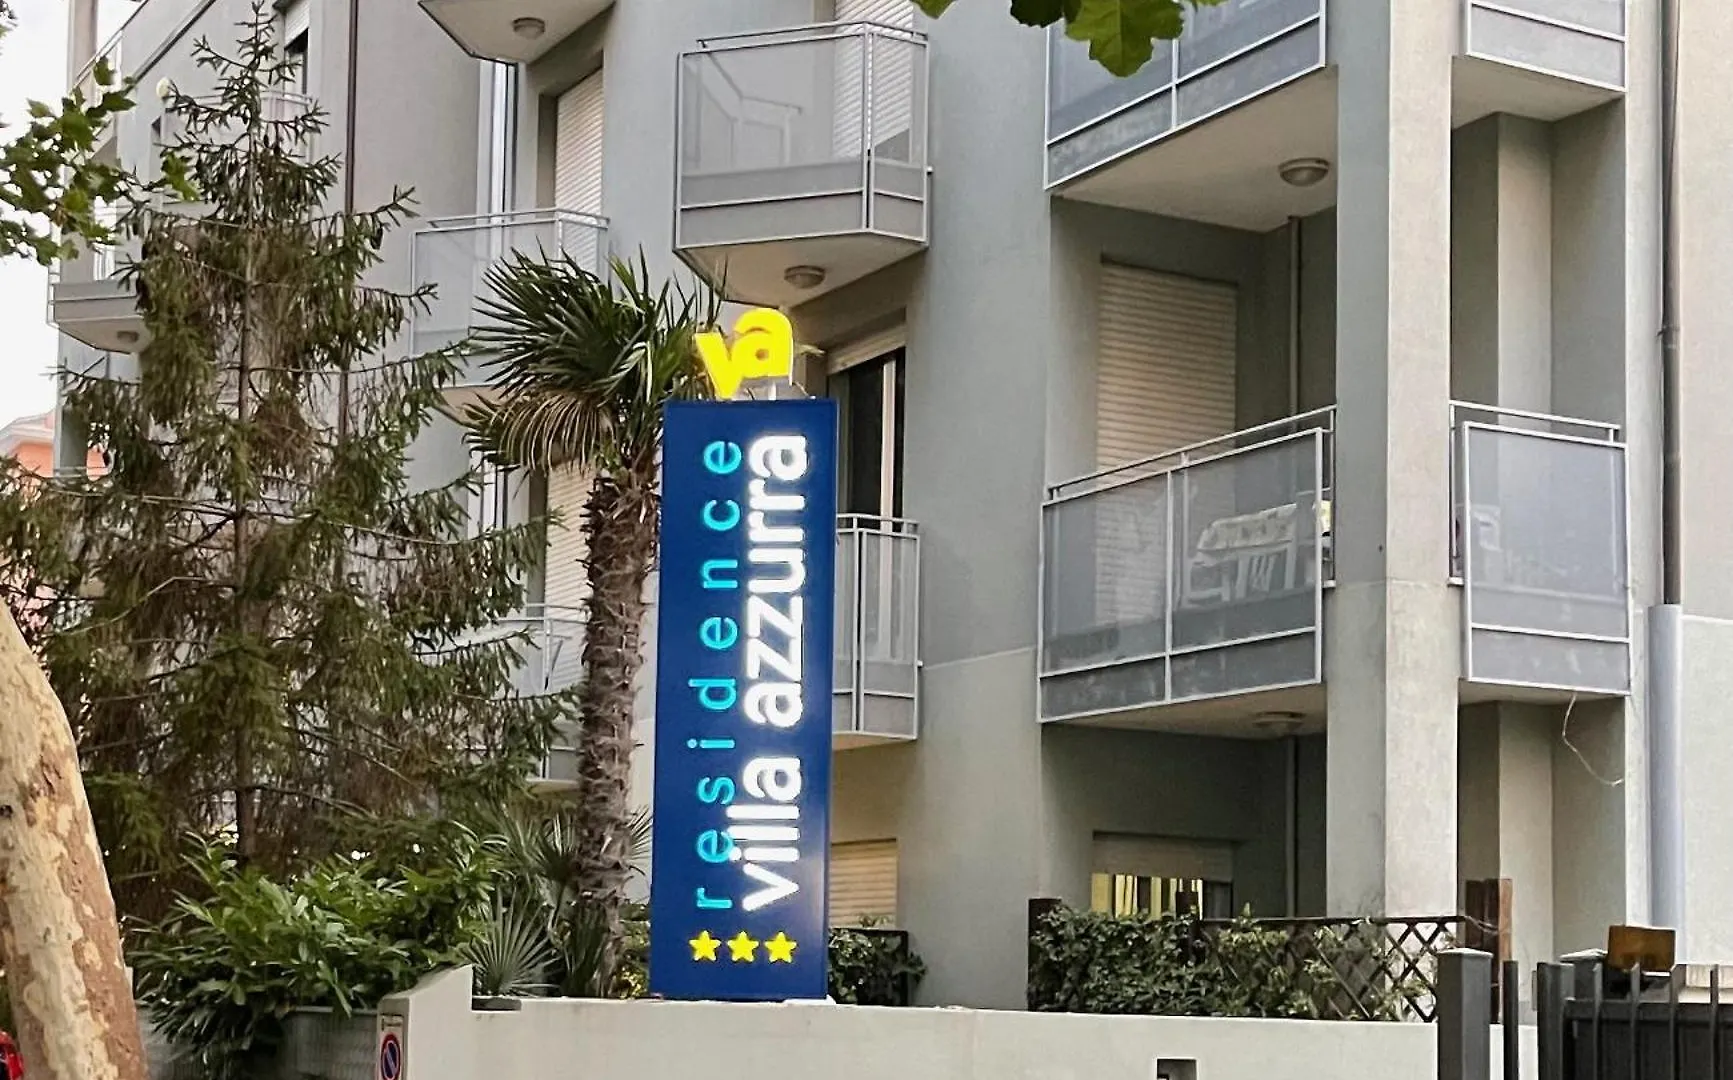 va
residence
villa azzurra